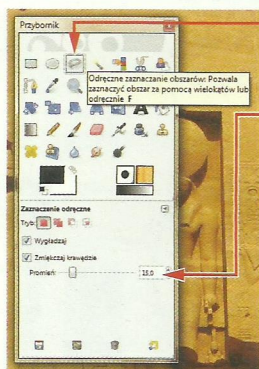 Przybornik
Odręczne zaznaczanie obszarów: Pozwala
zaznaczyć obszar za pomocą wielokątów lub
odręcznie F
Zaznaczanie odręczne
Tryb:
Wygładzaj
Zmiękczaj krawędzie
Promień: 15,0